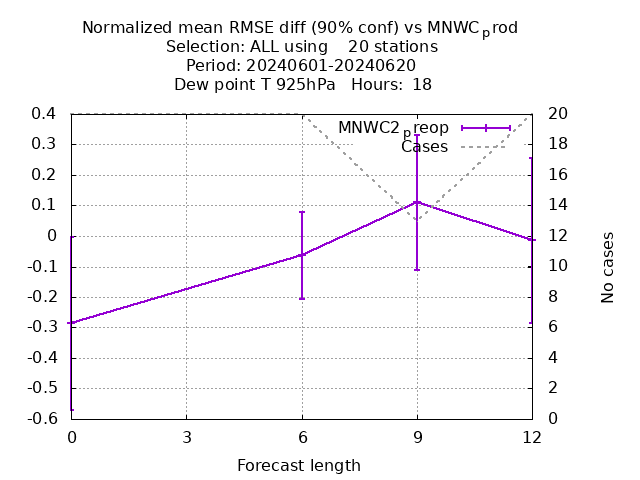 Normalized mean RMSE diff (90% conf) vs MNWCprod
Selection: ALL using    20 stations
Period: 20240601-20240620
Dew point T 925hPa   Hours:  18
MNWC2preop
Cases
0.4
0.3
0.2
0.1
0
-0.1
-0.2
-0.3
-0.4
-0.5
-0.6
20
18
16
14
12
10
8
6
4
2
0
No cases
0 3 6 9 12
Forecast length